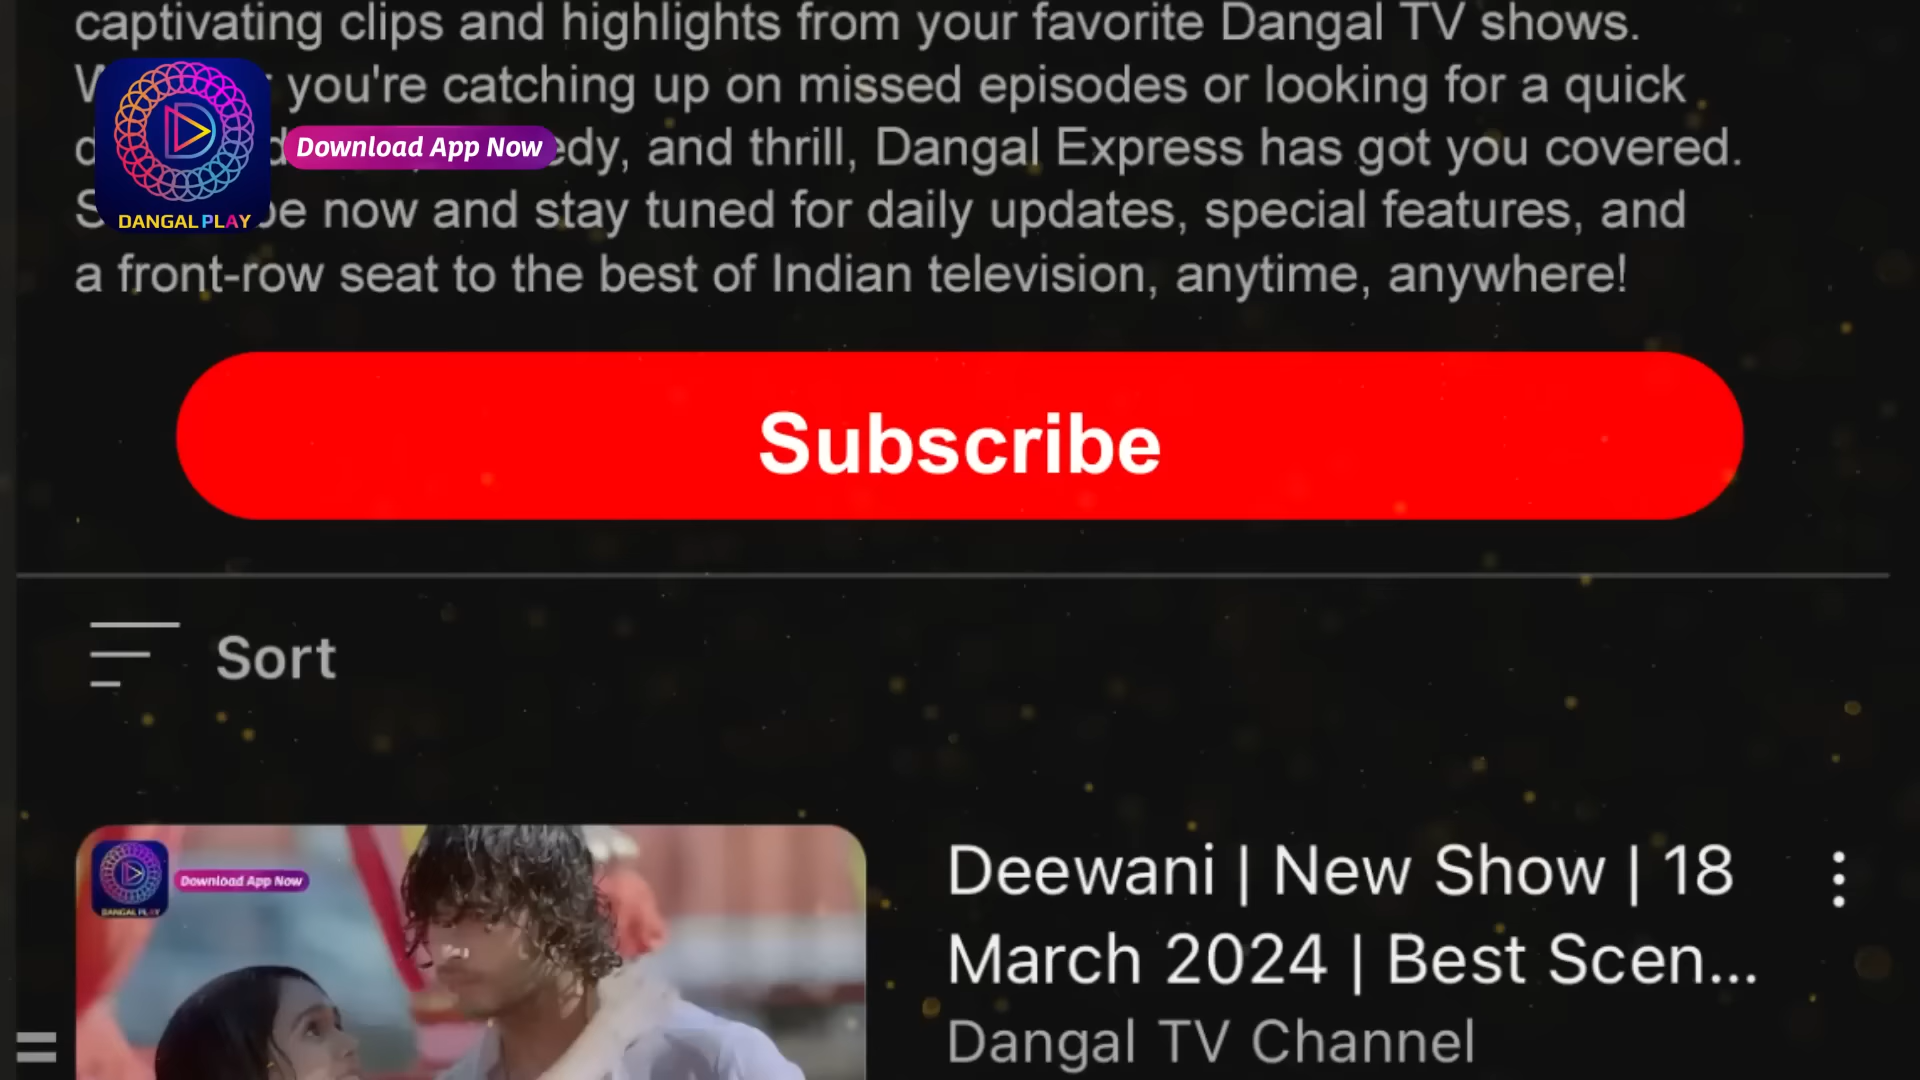 captivating clips and highlights from your favorite Dangal TV shows.
you're catching up on missed episodes or looking for a quick
and thrill, Dangal Express has got you covered.
now and stay tuned for daily updates, special features, and
a front-row seat to the best of Indian television, anytime, anywhere!
DANGAL PLAY
Download App Now
Subscribe
Sort
Download App Now
DANGAL PLAY
Deewani | New Show | 18
March 2024 | Best Scen...
Dangal TV Channel